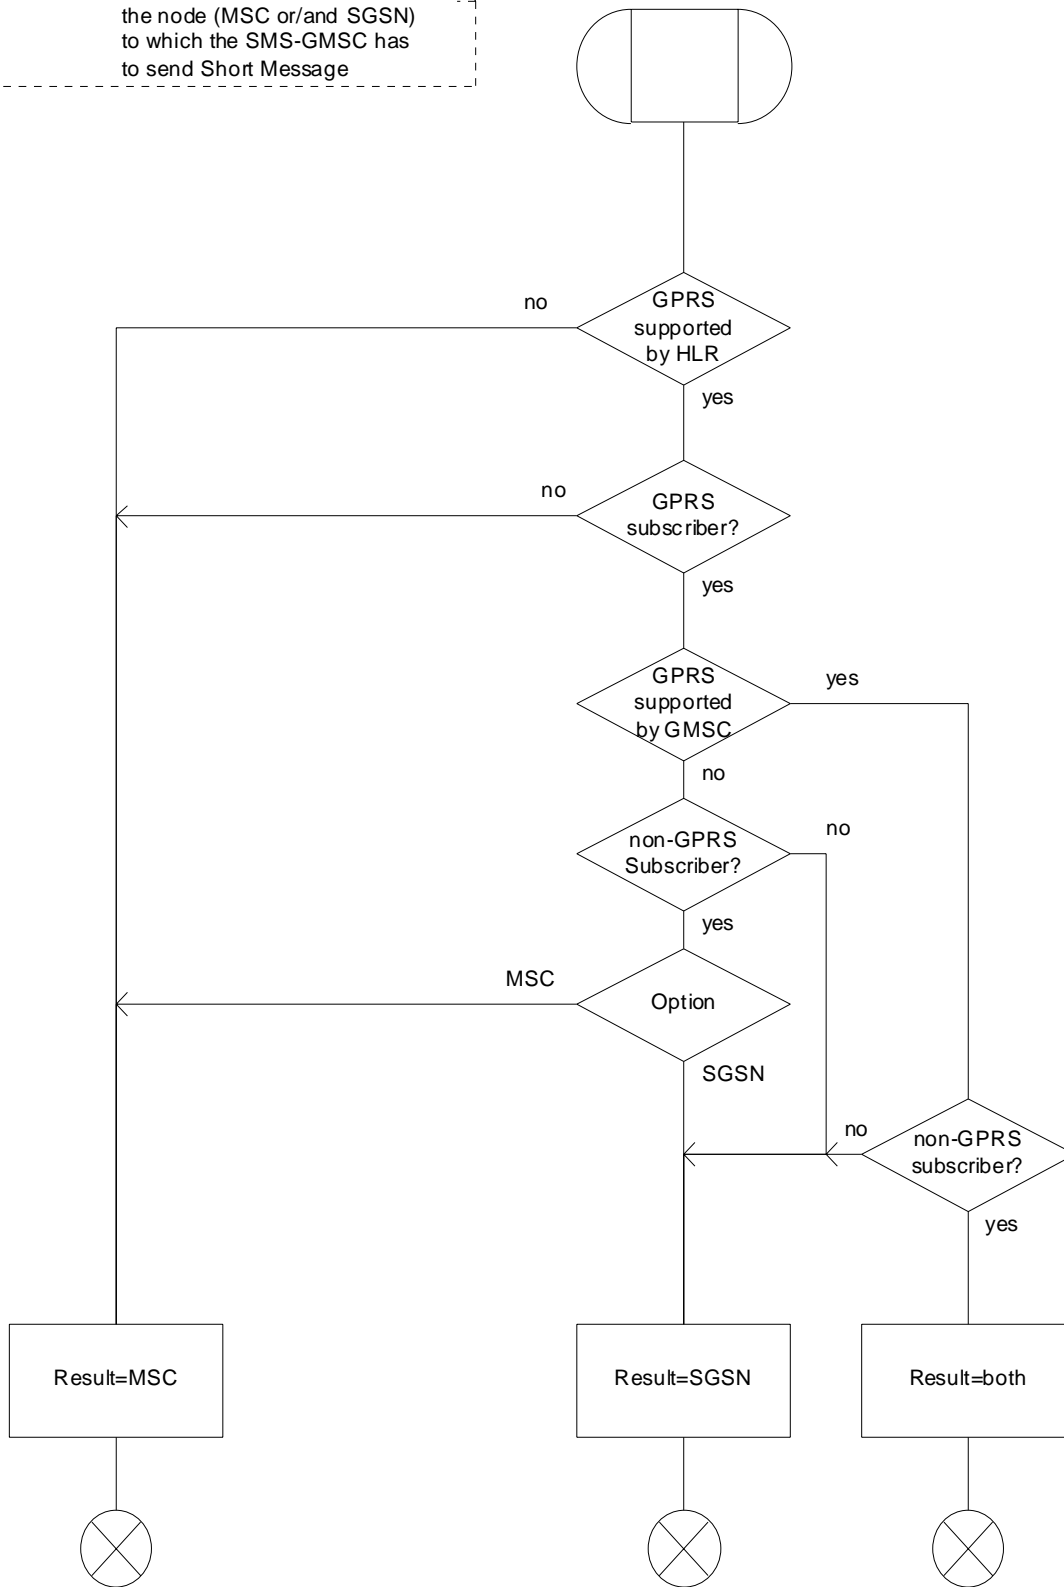 the node (MSC or/and SGSN)
to which the SMS-GMSC has
to send Short Message
no
GPRS
supported
by HLR
yes
no
GPRS
subscriber?
yes
GPRS
supported
by GMSC
yes
no
non-GPRS
Subscriber?
no
yes
MSC
Option
SGSN
no
non-GPRS
subscriber?
yes
Result=MSC
Result=SGSN
Result=both